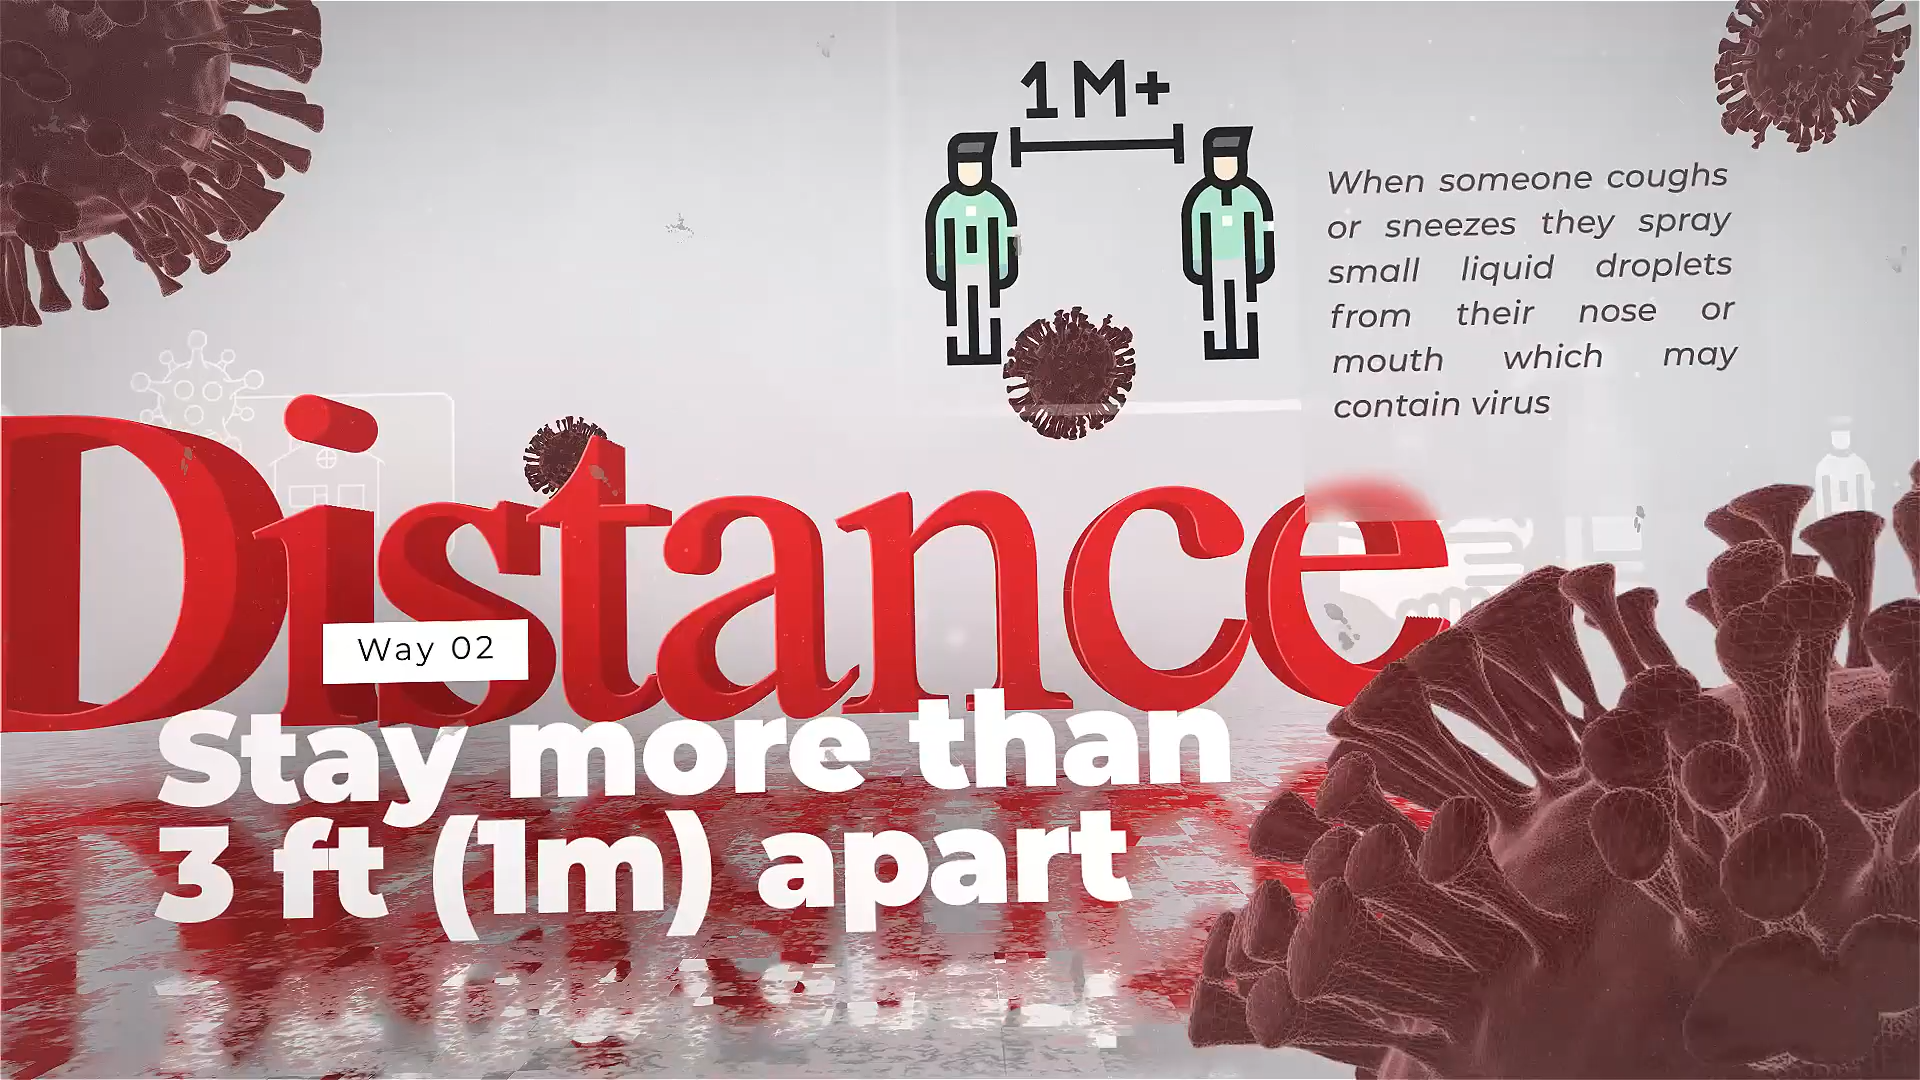 1M+
When someone coughs
or sneezes they spray
small liquid droplets
from their nose or
mouth which may
contain virus
Distance
Way 02
Stay more than
3 ft (1m) apart